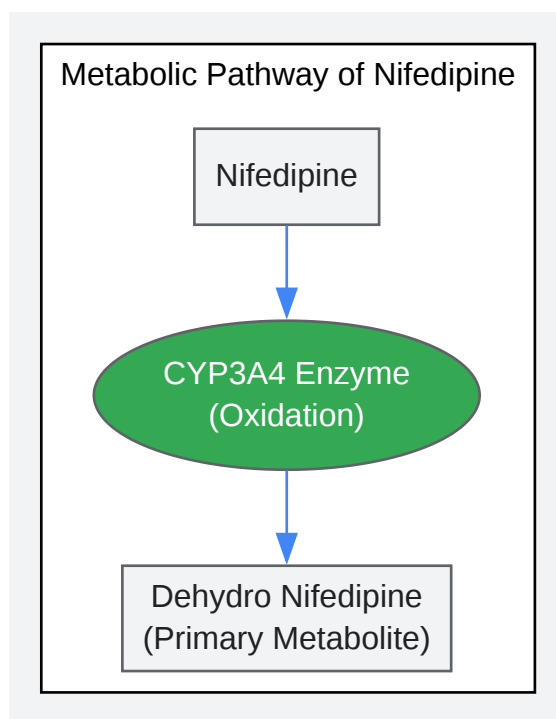 Metabolic Pathway of Nifedipine
Nifedipine
CYP3A4 Enzyme
(Oxidation)
Dehydro Nifedipine
(Primary Metabolite)